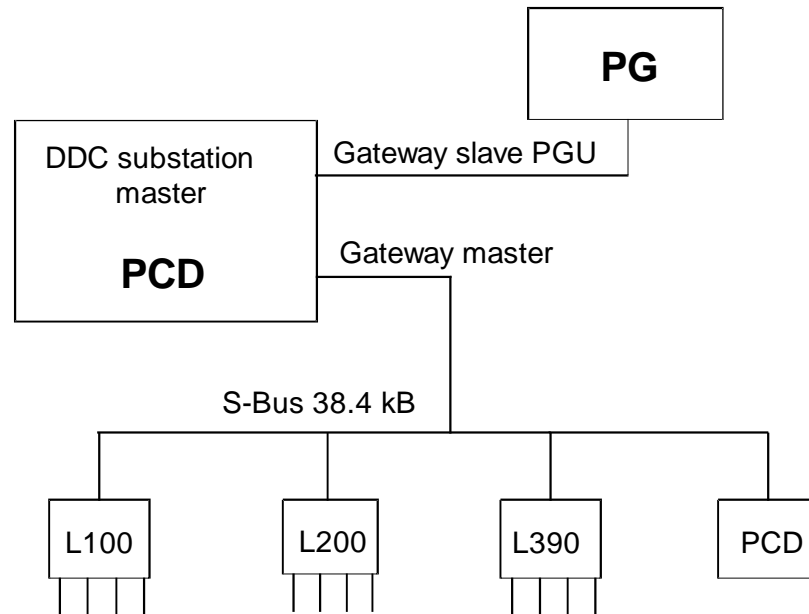 PG
DDC substation
master
PCD
Gateway slave PGU
Gateway master
S-Bus 38.4 kB
L100
L200
L390
PCD